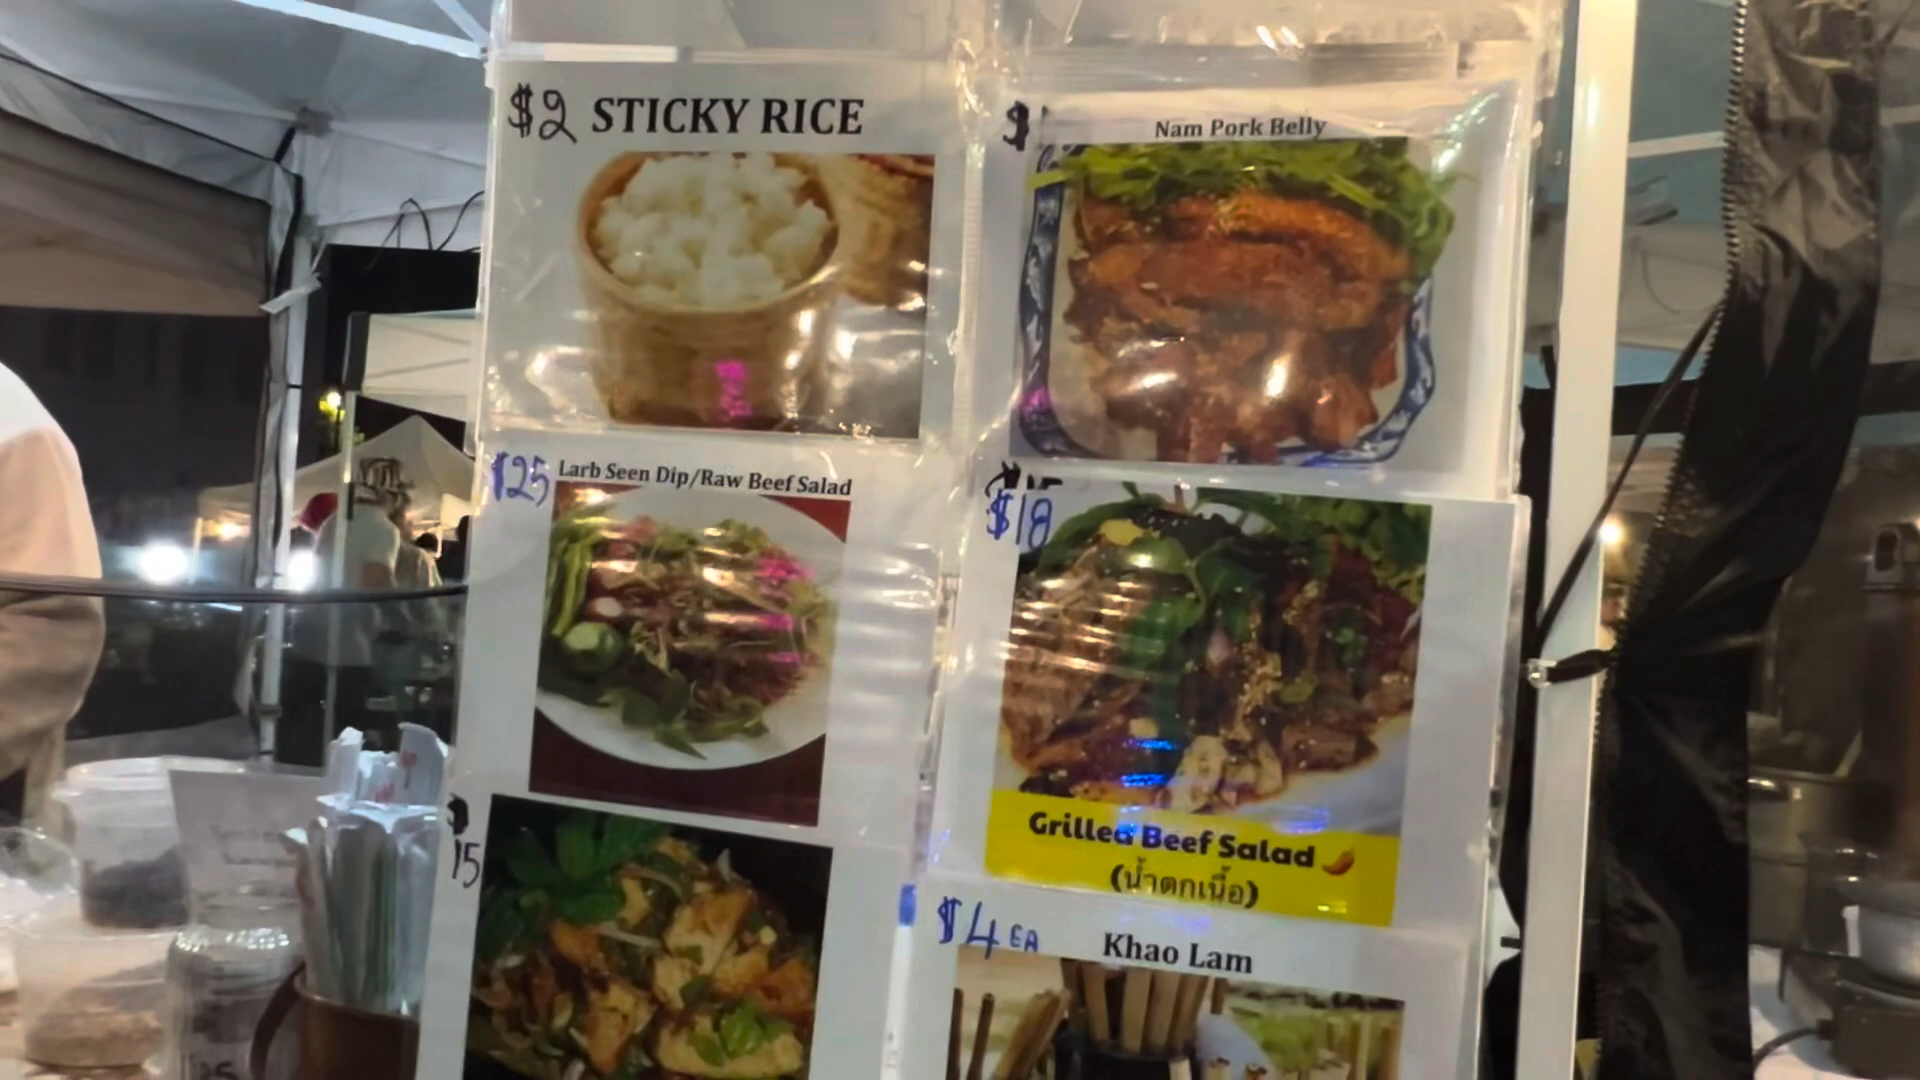 $2 STICKY RICE
Nam Pork Belly
$25 Larb Seen Dip/Raw Beef Salad
$18
Grilled Beef Salad
(น้ำตกเนื้อ)
$15
$4 EA Khao Lam